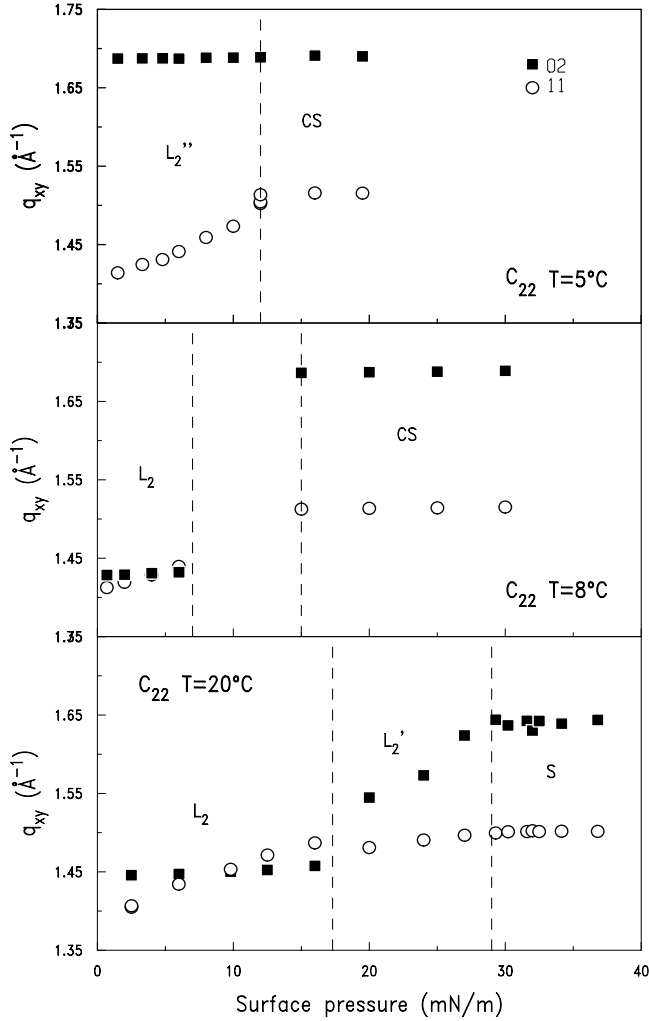 1.75
02
11
1.65
CS
L₂''
1.55
q_xy (Å⁻¹)
1.45
C₂₂ T=5°C
1.35
1.65
CS
L₂
1.55
q_xy (Å⁻¹)
1.45
C₂₂ T=8°C
1.35
C₂₂ T=20°C
1.65
L₂'
S
1.55
L₂
q_xy (Å⁻¹)
1.45
1.35
0 10 20 30 40
Surface pressure (mN/m)